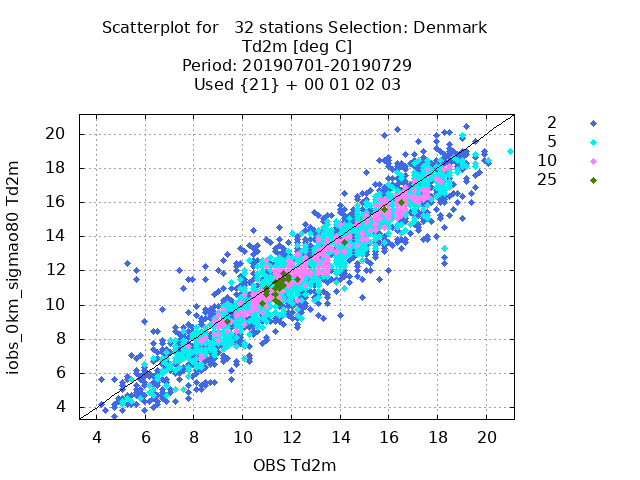 Scatterplot for 32 stations Selection: Denmark
Td2m [deg C]
Period: 20190701-20190729
Used {21} + 00 01 02 03
2
5
10
25
iobs_0km_sigmao80 Td2m
20
18
16
14
12
10
8
6
4
4 6 8 10 12 14 16 18 20
OBS Td2m